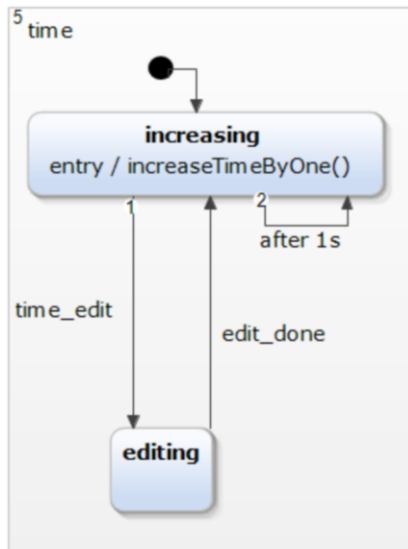 5
time
increasing
entry / increaseTimeByOne()
1
2
after 1s
time_edit
edit_done
editing